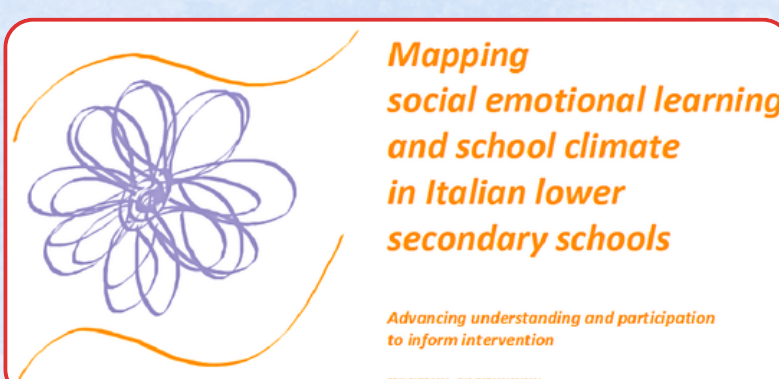 Mapping
social emotional learning
and school climate
in Italian lower
secondary schools
Advancing understanding and participation
to inform intervention